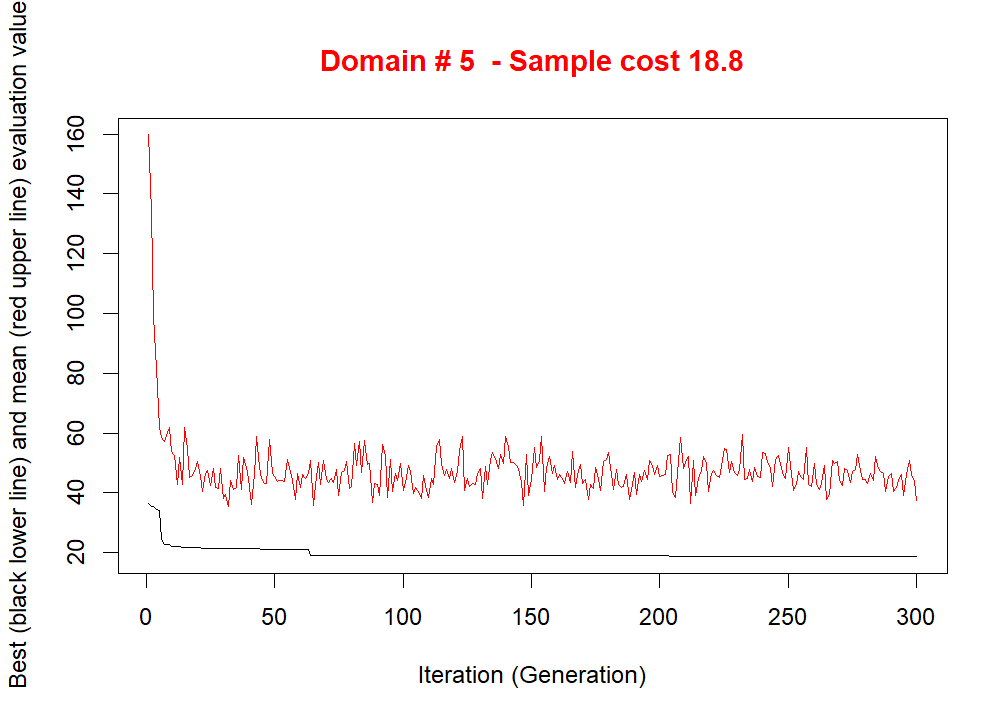 Domain # 5  - Sample cost 18.8
Best (black lower line) and mean (red upper line) evaluation value
160
140
120
100
80
60
40
20
0 50 100 150 200 250 300
Iteration (Generation)